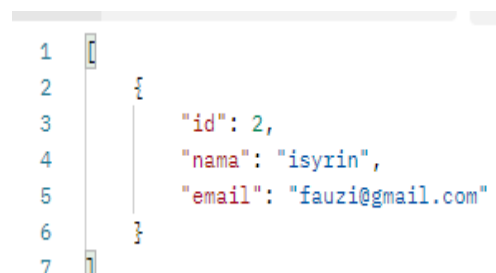 1 [
2 {
3 "id": 2,
4 "nama": "isyrin",
5 "email": "fauzi@gmail.com"
6 }
7 ]